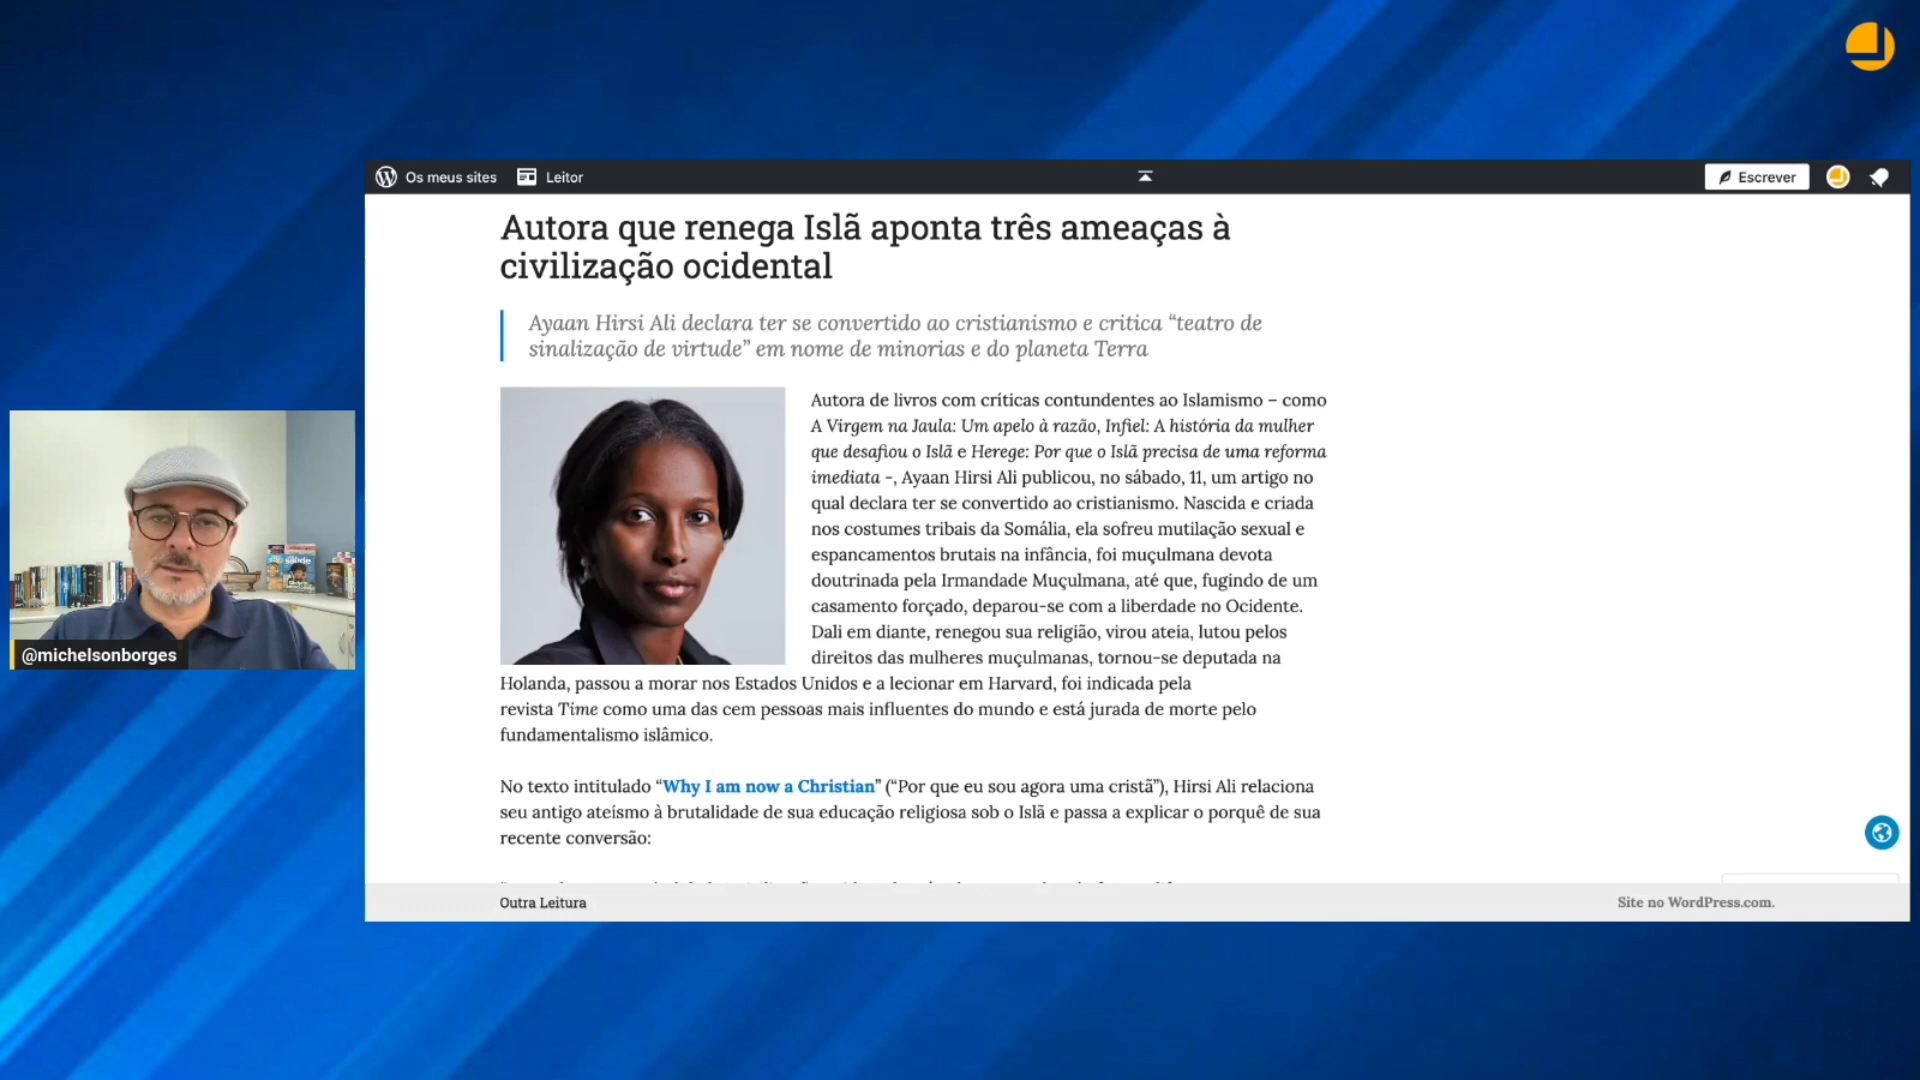 Os meus sites
Leitor
Escrever
Autora que renega Islã aponta três ameaças à
civilização ocidental
Ayaan Hirsi Ali declara ter se convertido ao cristianismo e critica “teatro de
sinalização de virtude” em nome de minorias e do planeta Terra
Autora de livros com críticas contundentes ao Islamismo – como
A Virgem na Jaula: Um apelo à razão, Infiel: A história da mulher
que desafiou o Islã e Herege: Por que o Islã precisa de uma reforma
imediata -, Ayaan Hirsi Ali publicou, no sábado, 11, um artigo no
qual declara ter se convertido ao cristianismo. Nascida e criada
nos costumes tribais da Somália, ela sofreu mutilação sexual e
espancamentos brutais na infância, foi muçulmana devota
doutrinada pela Irmandade Muçulmana, até que, fugindo de um
casamento forçado, deparou-se com a liberdade no Ocidente.
Dali em diante, renegou sua religião, virou ateia, lutou pelos
direitos das mulheres muçulmanas, tornou-se deputada na
Holanda, passou a morar nos Estados Unidos e a lecionar em Harvard, foi indicada pela
revista Time como uma das cem pessoas mais influentes do mundo e está jurada de morte pelo
fundamentalismo islâmico.
No texto intitulado “Why I am now a Christian” (“Por que eu sou agora uma cristã”), Hirsi Ali relaciona
seu antigo ateísmo à brutalidade de sua educação religiosa sob o Islã e passa a explicar o porquê de sua
recente conversão:
Outra Leitura
Site no WordPress.com.
@michelsonborges
saúde